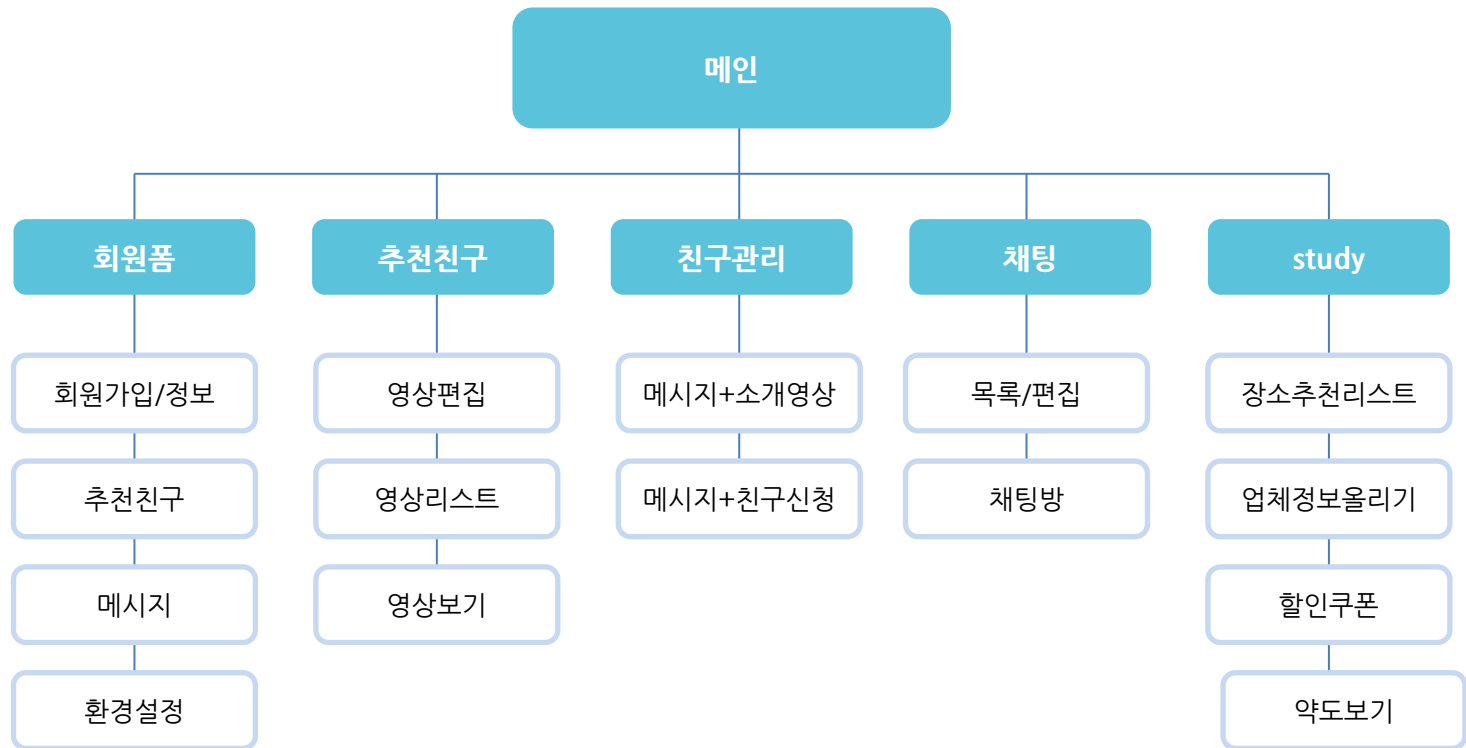 메인
회원폼
추천친구
친구관리
채팅
study
회원가입/정보
영상편집
메시지+소개영상
목록/편집
장소추천리스트
추천친구
영상리스트
메시지+친구신청
채팅방
업체정보올리기
메시지
영상보기
할인쿠폰
환경설정
약도보기